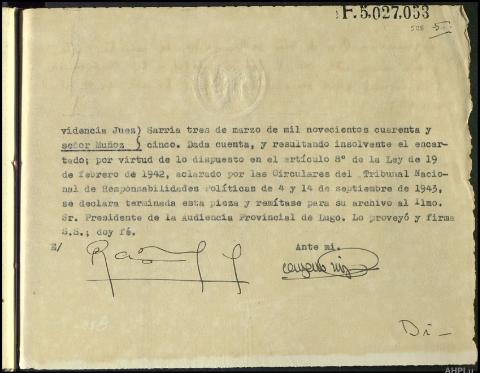 F.5.027.053
videncia Juez) Sarria tres de marzo de mil novecientos cuarenta y
señor Muñoz ) cinco. Dada cuenta, y resultando insolvente el encar-
tado; por virtud de lo dispuesto en el artículo 8º de la Ley de 19
de febrero de 1942, aclarado por las Circulares del Tribunal Nacio-
nal de Responsabilidades Políticas de 4 y 14 de septiembre de 1943,
se declara terminada esta pieza y remítase para su archivo al Ilmo.
Sr. Presidente de la Audiencia Provincial de Lugo. Lo proveyó y firma
S.S.; doy fé.
E/
Ante mi.
Di-
AHPLu